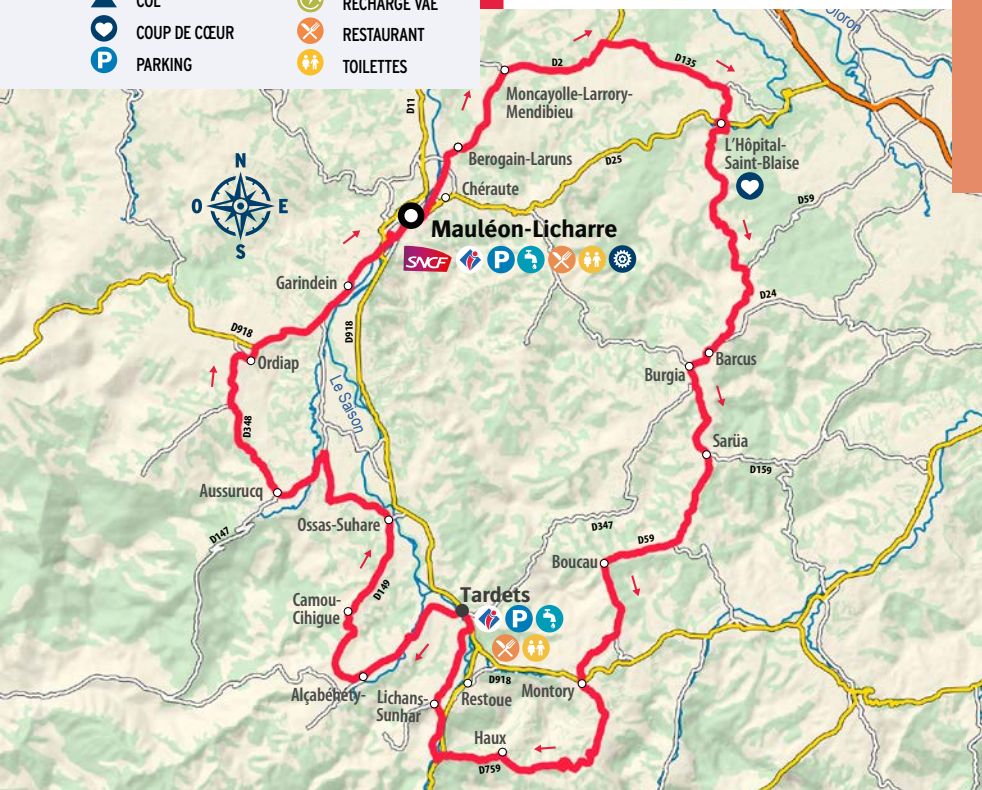 COL
RECHARGE VAE
COUP DE CŒUR
RESTAURANT
P
PARKING
TOILETTES
N
O
E
S
D11
D2
D135
Oloron
Moncayolle-Larrory-
Mendibieu
Berogain-Laruns
D25
L'Hôpital-
Saint-Blaise
Chéraute
D59
Mauléon-Licharre
SNCF
P
Garindein
D918
D918
D24
Ordiap
Barcus
Burgia
Le Saison
D348
Sarüa
D159
Aussurucq
Ossas-Suhare
D147
D347
D59
Boucau
D149
Tardets
P
Camou-
Cihigue
D918
Alçabéhéty-
Lichans-
Sunhar
Restoue
Montory
Haux
D759